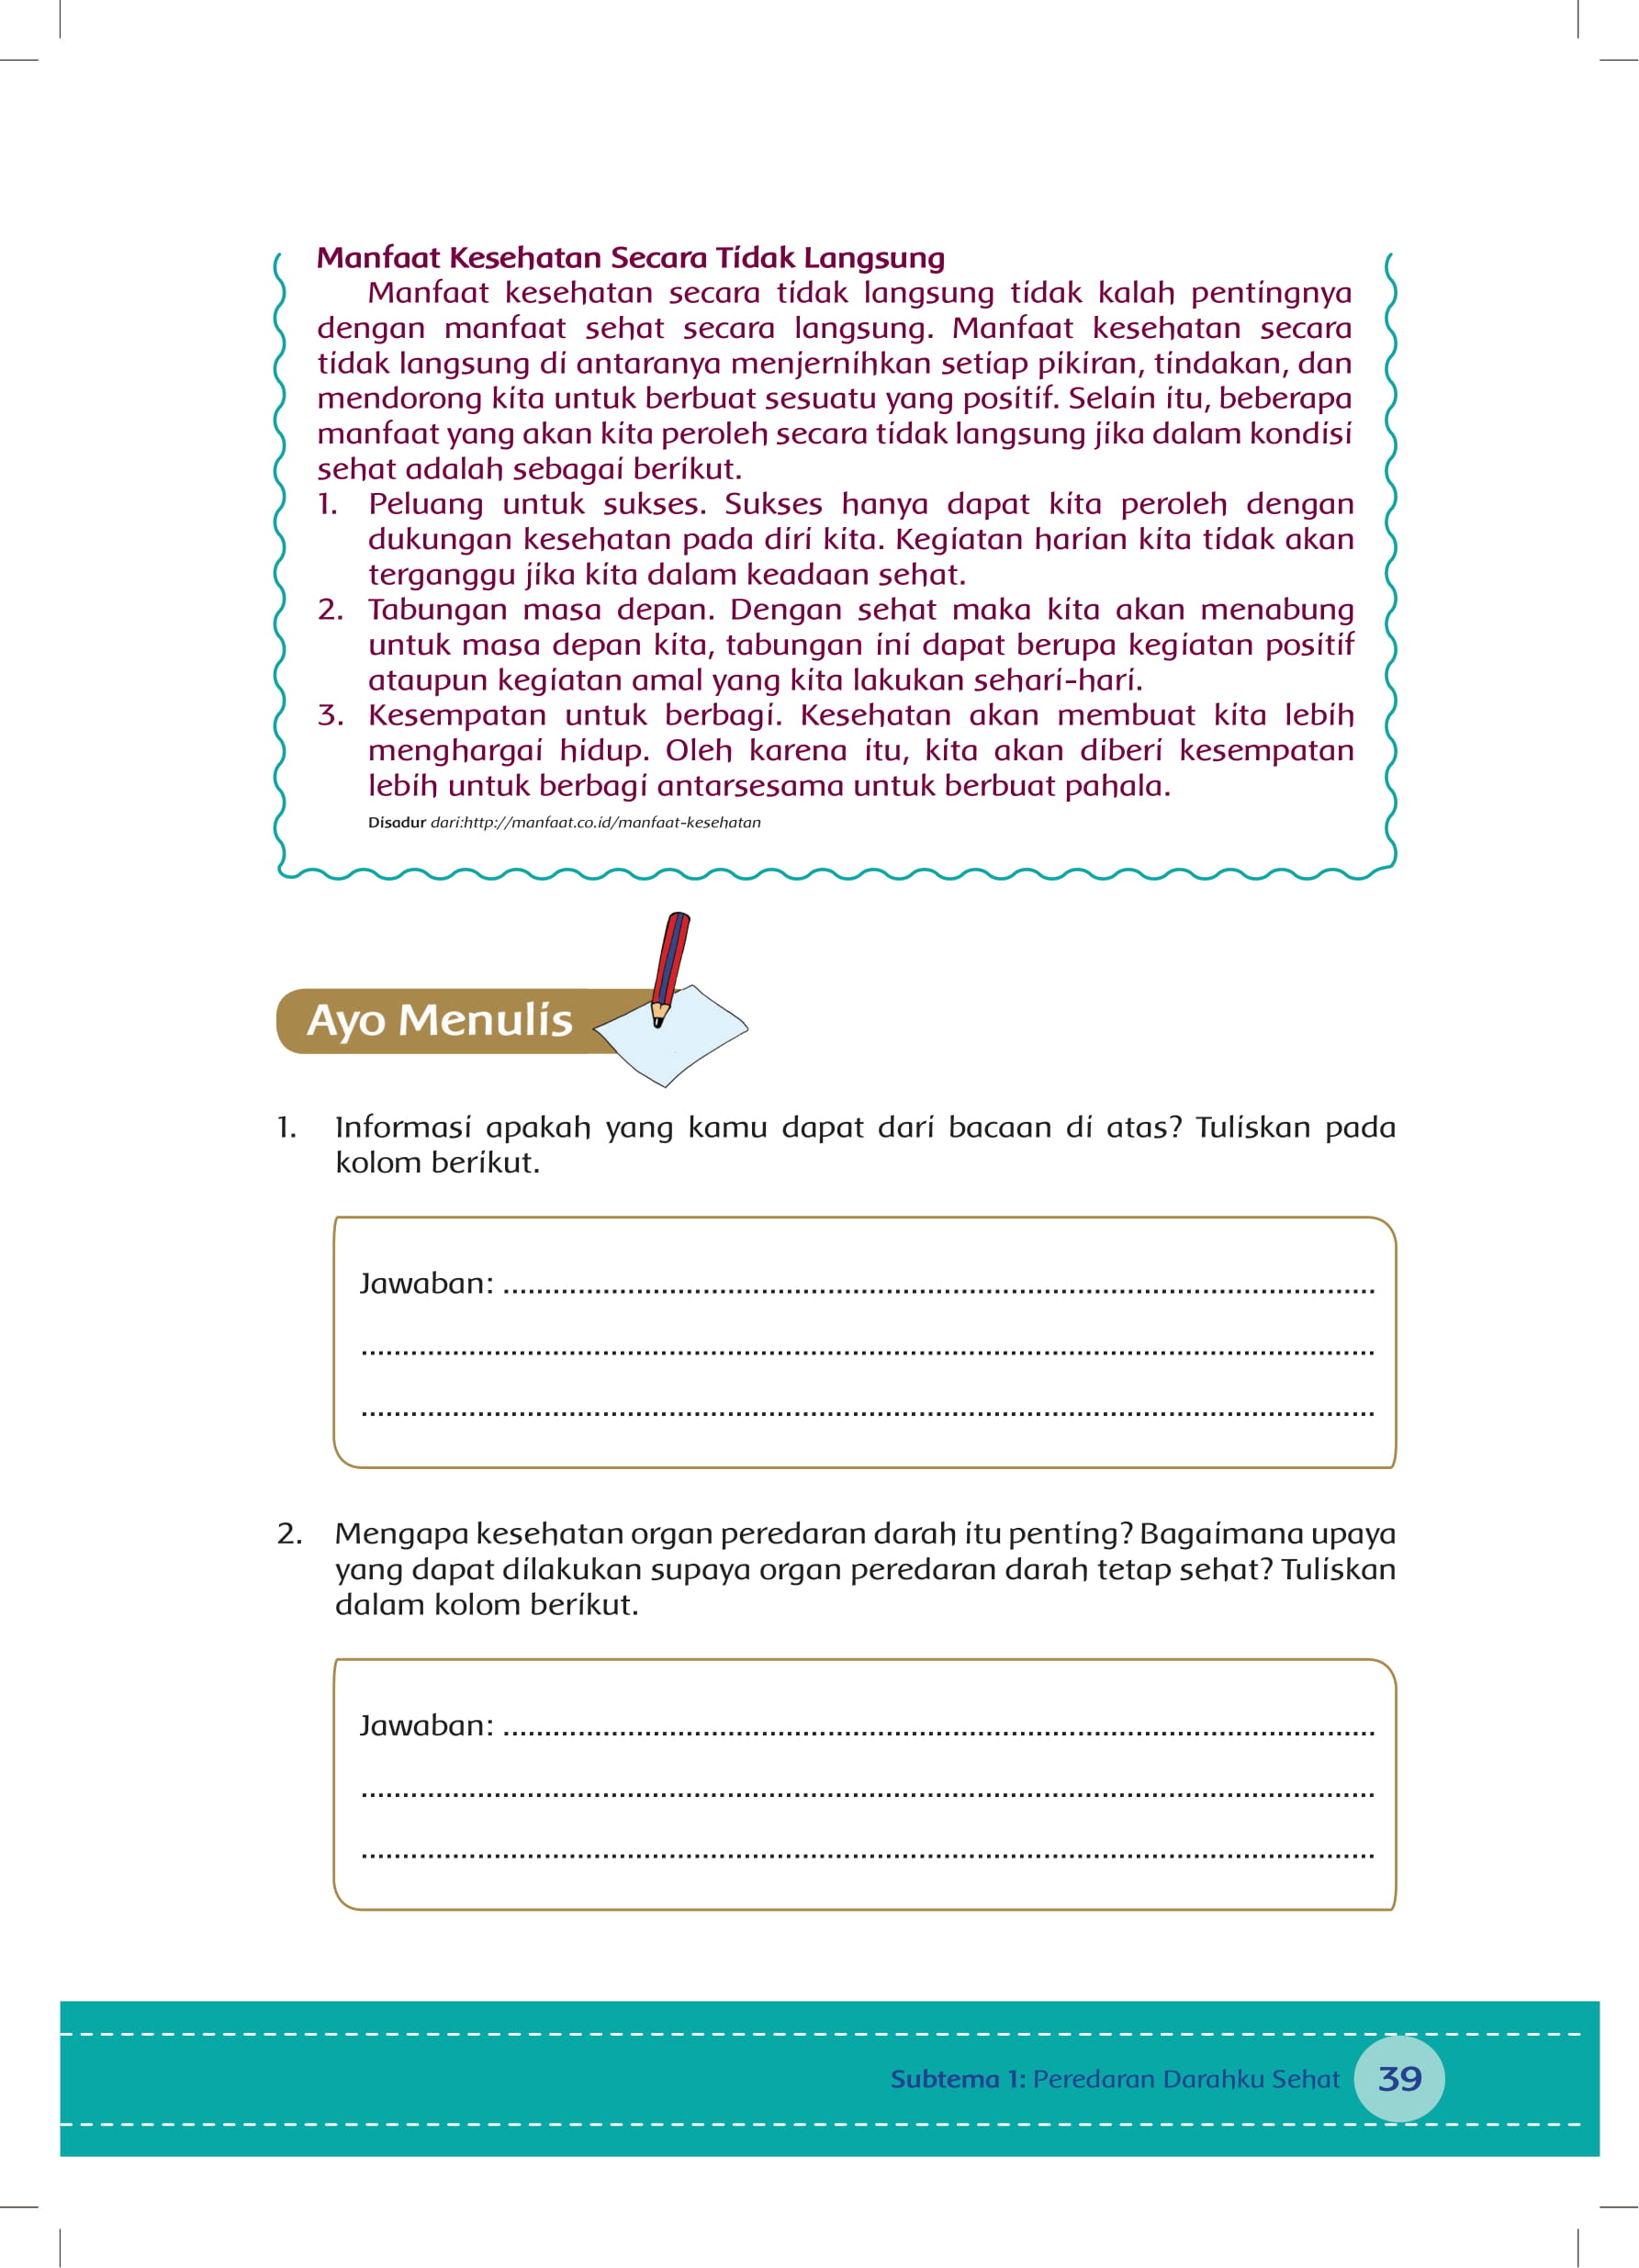 Manfaat Kesehatan Secara Tidak Langsung
Manfaat kesehatan secara tidak langsung tidak kalah pentingnya
dengan manfaat sehat secara langsung. Manfaat kesehatan secara
tidak langsung di antaranya menjernihkan setiap pikiran, tindakan, dan
mendorong kita untuk berbuat sesuatu yang positif. Selain itu, beberapa
manfaat yang akan kita peroleh secara tidak langsung jika dalam kondisi
sehat adalah sebagai berikut.
1. Peluang untuk sukses. Sukses hanya dapat kita peroleh dengan
dukungan kesehatan pada diri kita. Kegiatan harian kita tidak akan
terganggu jika kita dalam keadaan sehat.
2. Tabungan masa depan. Dengan sehat maka kita akan menabung
untuk masa depan kita, tabungan ini dapat berupa kegiatan positif
ataupun kegiatan amal yang kita lakukan sehari-hari.
3. Kesempatan untuk berbagi. Kesehatan akan membuat kita lebih
menghargai hidup. Oleh karena itu, kita akan diberi kesempatan
lebih untuk berbagi antarsesama untuk berbuat pahala.
Disadur dari:http://manfaat.co.id/manfaat-kesehatan
Ayo Menulis
1. Informasi apakah yang kamu dapat dari bacaan di atas? Tuliskan pada
kolom berikut.
Jawaban: ..........................................................................................................
............................................................................................................................
............................................................................................................................
2. Mengapa kesehatan organ peredaran darah itu penting? Bagaimana upaya
yang dapat dilakukan supaya organ peredaran darah tetap sehat? Tuliskan
dalam kolom berikut.
Jawaban: ..........................................................................................................
............................................................................................................................
............................................................................................................................
Subtema 1: Peredaran Darahku Sehat 39